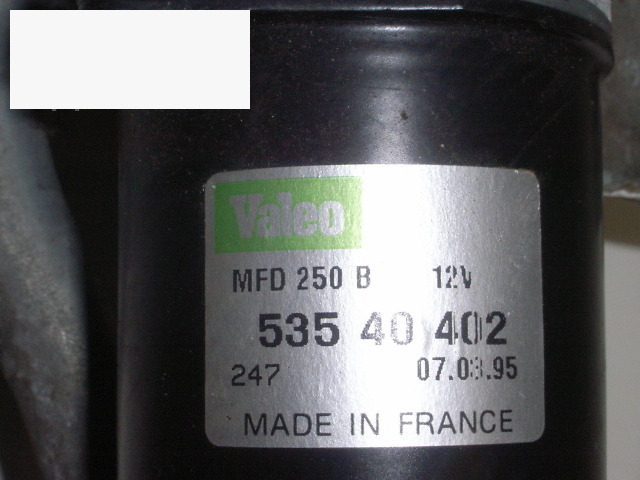 Valeo
MFD 250 B 12V
535 40 402
247 07.03.95
MADE IN FRANCE